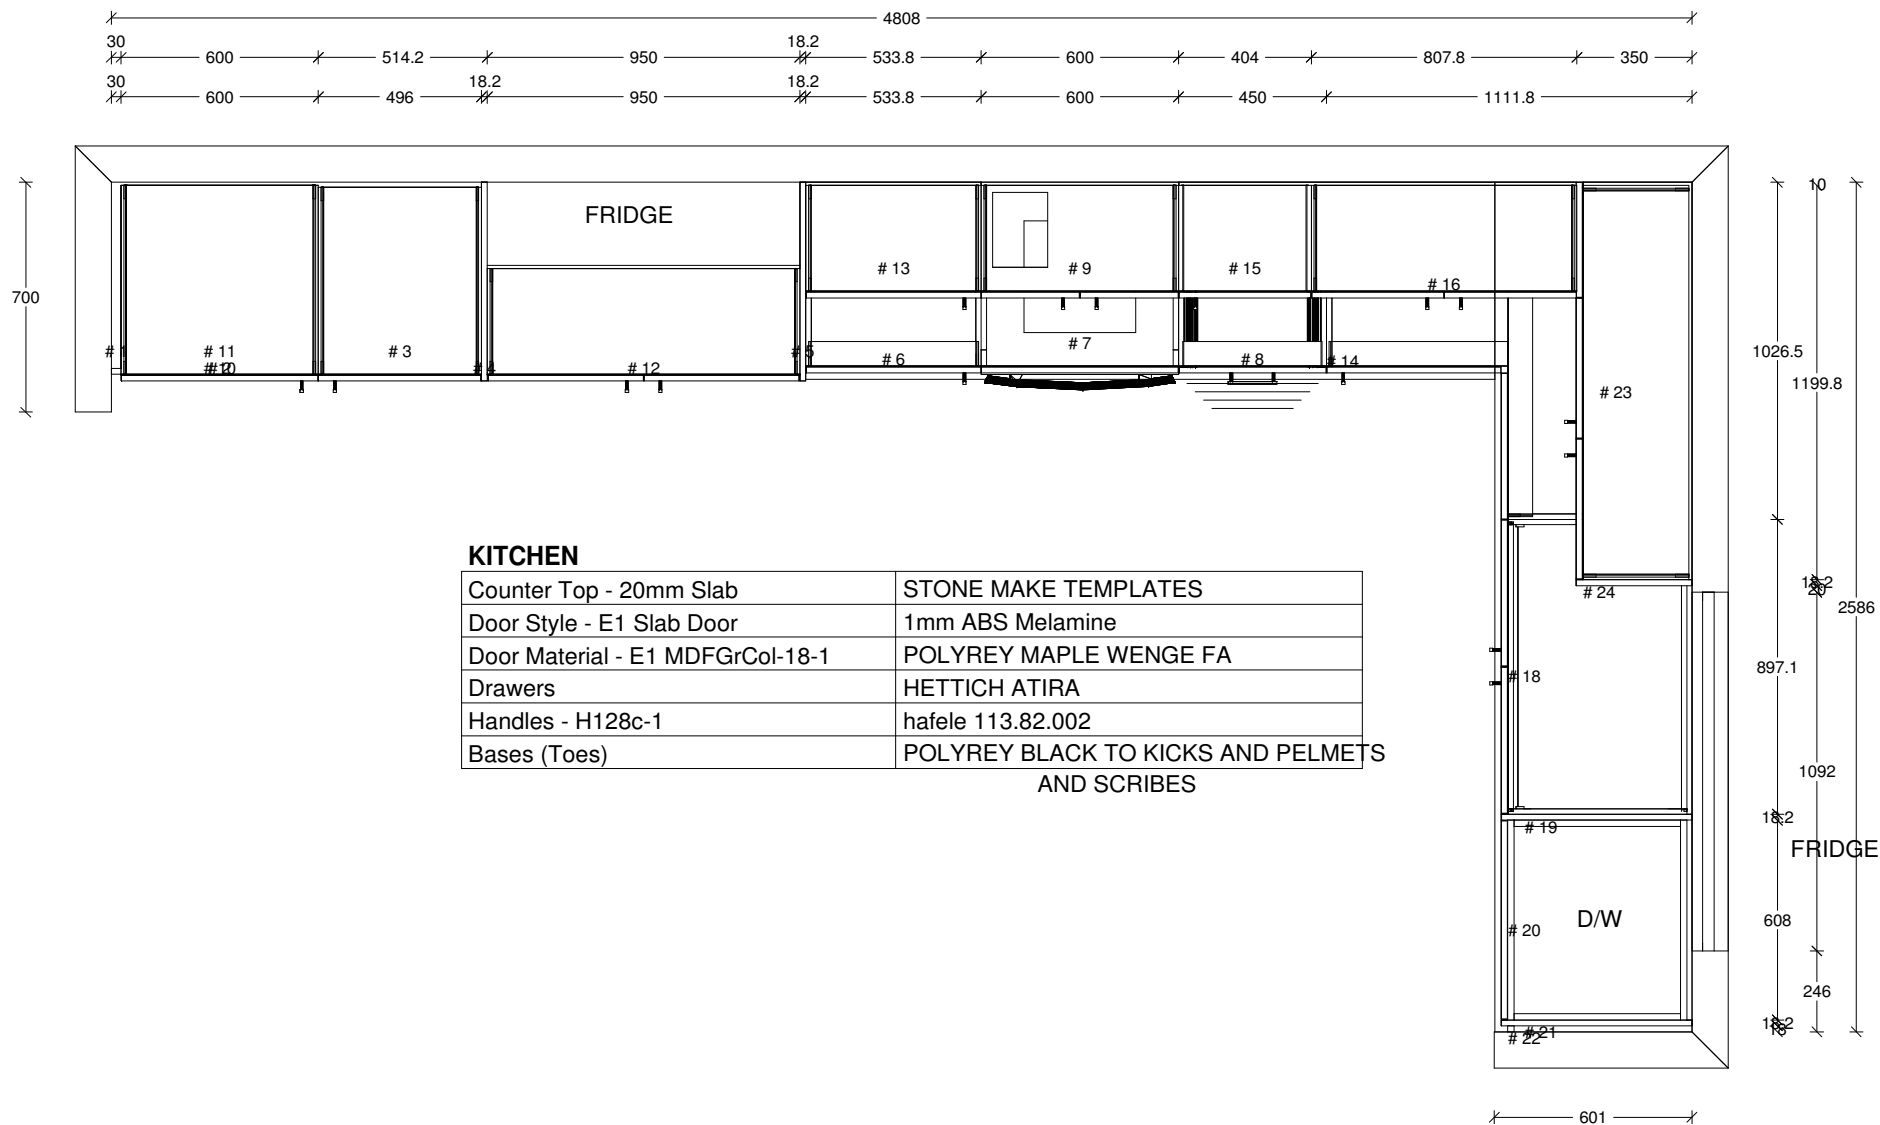 4808
30 600 514.2 950 18.2 533.8 600 404 807.8 350
30 600 496 18.2 950 18.2 533.8 600 450 1111.8
10
FRIDGE
# 13 # 9 # 15 # 16
700
# 11 # 3 # 5 # 6 # 7 # 8 # 14
# 4 # 12
1026.5
1199.8
# 23
KITCHEN
Counter Top - 20mm Slab STONE MAKE TEMPLATES
Door Style - E1 Slab Door 1mm ABS Melamine
Door Material - E1 MDFGrCol-18-1 POLYREY MAPLE WENGE FA
Drawers HETTICH ATIRA
Handles - H128c-1 hafele 113.82.002
Bases (Toes) POLYREY BLACK TO KICKS AND PELMETS
AND SCRIBES
# 24
2586
# 18
897.1
1092
18.2
# 19
FRIDGE
D/W
# 20
608
246
# 21
# 22
601